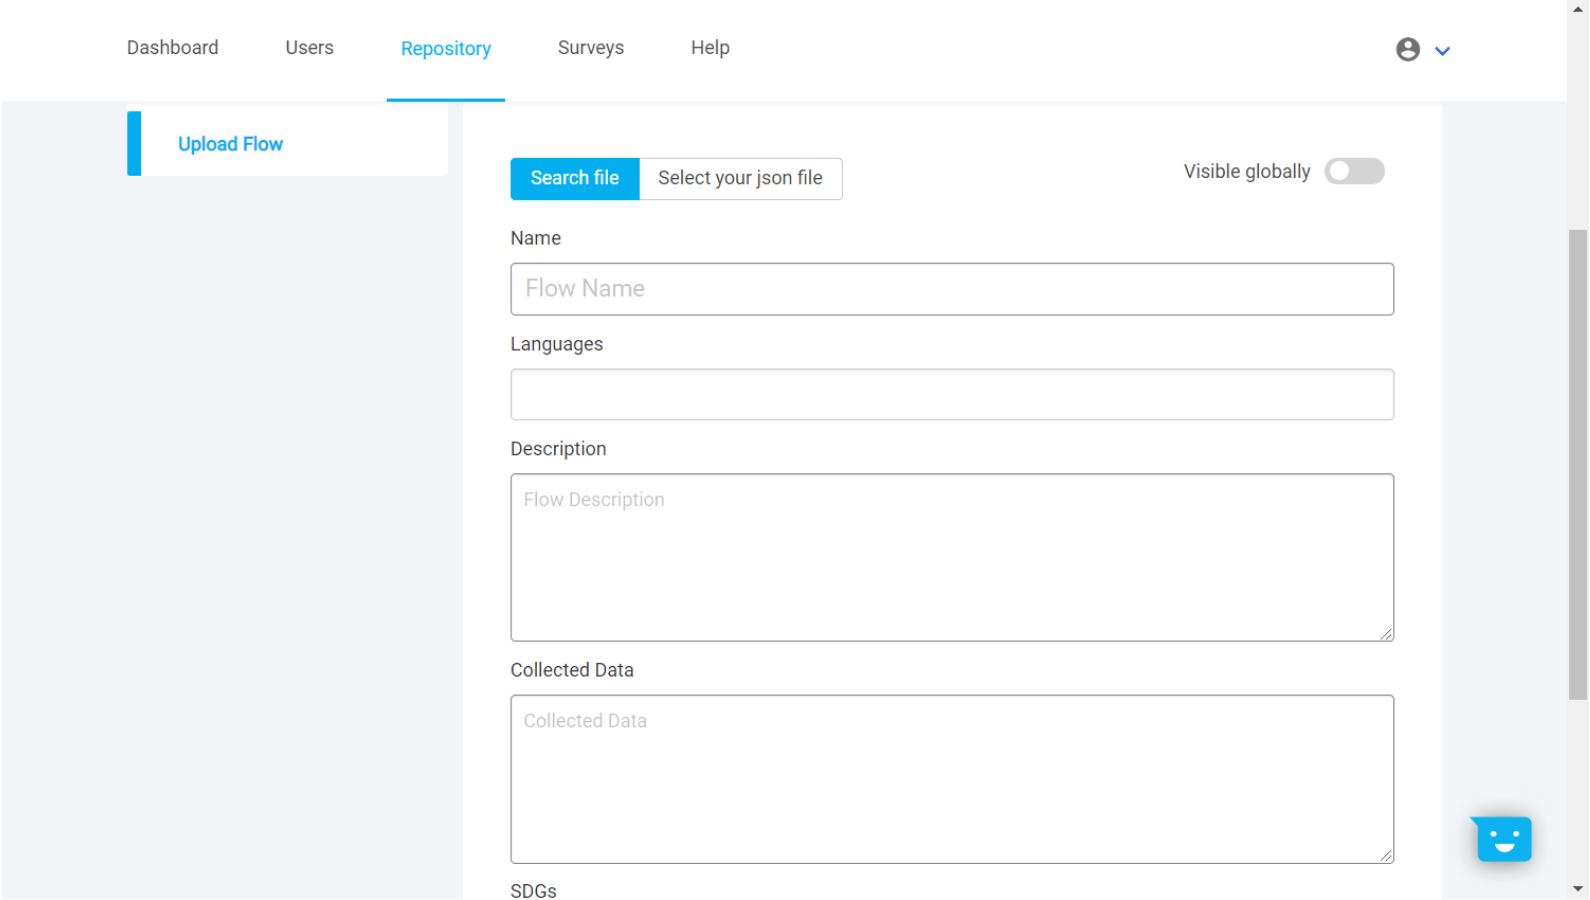 Dashboard Users Repository Surveys Help
Upload Flow
Search file Select your json file Visible globally
Name
Flow Name
Languages
Description
Flow Description
Collected Data
Collected Data
SDGs